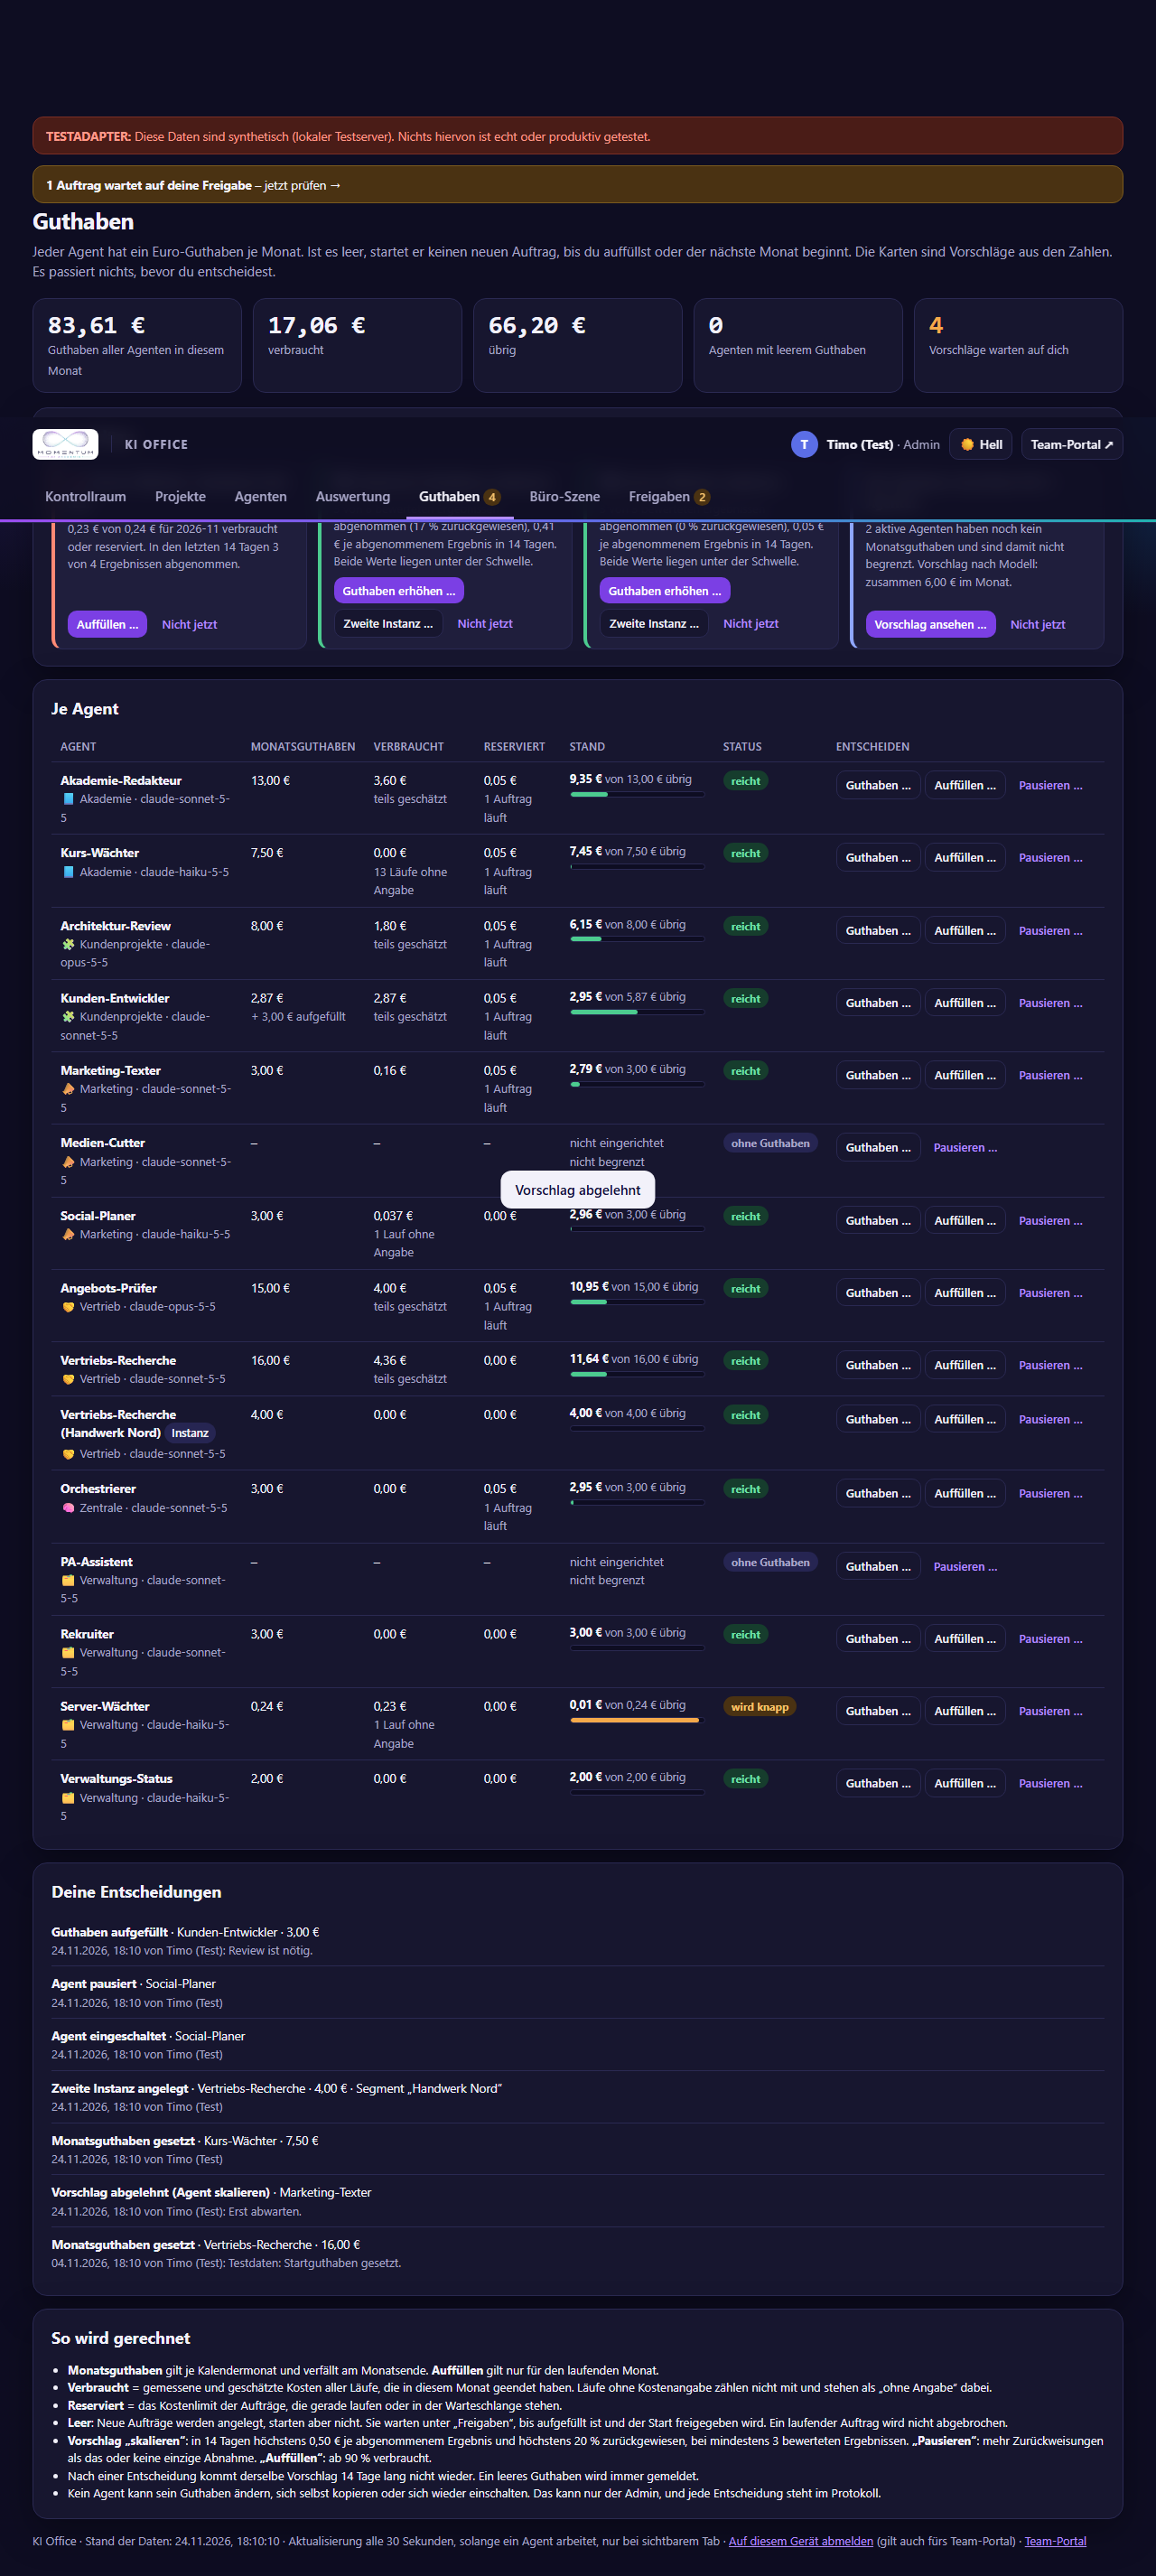 TESTADAPTER: Diese Daten sind synthetisch (lokaler Testserver). Nichts hiervon ist echt oder produktiv getestet.
1 Auftrag wartet auf deine Freigabe – jetzt prüfen →
Guthaben
Jeder Agent hat ein Euro-Guthaben je Monat. Ist es leer, startet er keinen neuen Auftrag, bis du auffüllst oder der nächste Monat beginnt. Die Karten sind Vorschläge aus den Zahlen.
Es passiert nichts, bevor du entscheidest.
83,61 € 17,06 € 66,20 € 0 4
Guthaben aller Agenten in diesem verbraucht übrig Agenten mit leerem Guthaben Vorschläge warten auf dich
Monat
MOMENTUM KI OFFICE T Timo (Test) · Admin Hell Team-Portal ↗
Kontrollraum Projekte Agenten Auswertung Guthaben 4 Büro-Szene Freigaben 2
0,23 € von 0,24 € für 2026-11 verbraucht
oder reserviert. In den letzten 14 Tagen 3
von 4 Ergebnissen abgenommen.
Auffüllen ... Nicht jetzt
abgenommen (17 % zurückgewiesen), 0,41
€ je abgenommenem Ergebnis in 14 Tagen.
Beide Werte liegen unter der Schwelle.
Guthaben erhöhen ...
Zweite Instanz ... Nicht jetzt
abgenommen (0 % zurückgewiesen), 0,05 €
je abgenommenem Ergebnis in 14 Tagen.
Beide Werte liegen unter der Schwelle.
Guthaben erhöhen ...
Zweite Instanz ... Nicht jetzt
2 aktive Agenten haben noch kein
Monatsguthaben und sind damit nicht
begrenzt. Vorschlag nach Modell:
zusammen 6,00 € im Monat.
Vorschlag ansehen ... Nicht jetzt
Je Agent
AGENT MONATSGUTHABEN VERBRAUCHT RESERVIERT STAND STATUS ENTSCHEIDEN
Akademie-Redakteur 13,00 € 3,60 € 0,05 € 9,35 € von 13,00 € übrig reicht Guthaben ... Auffüllen ... Pausieren ...
Akademie · claude-sonnet-5- teils geschätzt 1 Auftrag
5 läuft
Kurs-Wächter 7,50 € 0,00 € 0,05 € 7,45 € von 7,50 € übrig reicht Guthaben ... Auffüllen ... Pausieren ...
Akademie · claude-haiku-5-5 13 Läufe ohne 1 Auftrag
Angabe läuft
Architektur-Review 8,00 € 1,80 € 0,05 € 6,15 € von 8,00 € übrig reicht Guthaben ... Auffüllen ... Pausieren ...
Kundenprojekte · claude- teils geschätzt 1 Auftrag
opus-5-5 läuft
Kunden-Entwickler 2,87 € 2,87 € 0,05 € 2,95 € von 5,87 € übrig reicht Guthaben ... Auffüllen ... Pausieren ...
Kundenprojekte · claude- + 3,00 € aufgefüllt teils geschätzt 1 Auftrag
sonnet-5-5 läuft
Marketing-Texter 3,00 € 0,16 € 0,05 € 2,79 € von 3,00 € übrig reicht Guthaben ... Auffüllen ... Pausieren ...
Marketing · claude-sonnet-5- 1 Auftrag
5 läuft
Medien-Cutter – – – nicht eingerichtet ohne Guthaben Guthaben ... Pausieren ...
Marketing · claude-sonnet-5- nicht begrenzt
5
Vorschlag abgelehnt
Social-Planer 3,00 € 0,037 € 0,00 € 2,96 € von 3,00 € übrig reicht Guthaben ... Auffüllen ... Pausieren ...
Marketing · claude-haiku-5-5 1 Lauf ohne
Angabe
Angebots-Prüfer 15,00 € 4,00 € 0,05 € 10,95 € von 15,00 € übrig reicht Guthaben ... Auffüllen ... Pausieren ...
Vertrieb · claude-opus-5-5 teils geschätzt 1 Auftrag
läuft
Vertriebs-Recherche 16,00 € 4,36 € 0,00 € 11,64 € von 16,00 € übrig reicht Guthaben ... Auffüllen ... Pausieren ...
Vertrieb · claude-sonnet-5-5 teils geschätzt
Vertriebs-Recherche 4,00 € 0,00 € 0,00 € 4,00 € von 4,00 € übrig reicht Guthaben ... Auffüllen ... Pausieren ...
(Handwerk Nord) Instanz
Vertrieb · claude-sonnet-5-5
Orchestrierer 3,00 € 0,00 € 0,05 € 2,95 € von 3,00 € übrig reicht Guthaben ... Auffüllen ... Pausieren ...
Zentrale · claude-sonnet-5-5 1 Auftrag
läuft
PA-Assistent – – – nicht eingerichtet ohne Guthaben Guthaben ... Pausieren ...
Verwaltung · claude-sonnet- nicht begrenzt
5-5
Rekruiter 3,00 € 0,00 € 0,00 € 3,00 € von 3,00 € übrig reicht Guthaben ... Auffüllen ... Pausieren ...
Verwaltung · claude-sonnet-
5-5
Server-Wächter 0,24 € 0,23 € 0,00 € 0,01 € von 0,24 € übrig wird knapp Guthaben ... Auffüllen ... Pausieren ...
Verwaltung · claude-haiku-5- 1 Lauf ohne
5 Angabe
Verwaltungs-Status 2,00 € 0,00 € 0,00 € 2,00 € von 2,00 € übrig reicht Guthaben ... Auffüllen ... Pausieren ...
Verwaltung · claude-haiku-5-
5
Deine Entscheidungen
Guthaben aufgefüllt · Kunden-Entwickler · 3,00 €
24.11.2026, 18:10 von Timo (Test): Review ist nötig.
Agent pausiert · Social-Planer
24.11.2026, 18:10 von Timo (Test)
Agent eingeschaltet · Social-Planer
24.11.2026, 18:10 von Timo (Test)
Zweite Instanz angelegt · Vertriebs-Recherche · 4,00 € · Segment „Handwerk Nord“
24.11.2026, 18:10 von Timo (Test)
Monatsguthaben gesetzt · Kurs-Wächter · 7,50 €
24.11.2026, 18:10 von Timo (Test)
Vorschlag abgelehnt (Agent skalieren) · Marketing-Texter
24.11.2026, 18:10 von Timo (Test): Erst abwarten.
Monatsguthaben gesetzt · Vertriebs-Recherche · 16,00 €
04.11.2026, 18:10 von Timo (Test): Testdaten: Startguthaben gesetzt.
So wird gerechnet
• Monatsguthaben gilt je Kalendermonat und verfällt am Monatsende. Auffüllen gilt nur für den laufenden Monat.
• Verbraucht = gemessene und geschätzte Kosten aller Läufe, die in diesem Monat geendet haben. Läufe ohne Kostenangabe zählen nicht mit und stehen als „ohne Angabe“ dabei.
• Reserviert = das Kostenlimit der Aufträge, die gerade laufen oder in der Warteschlange stehen.
• Leer: Neue Aufträge werden angelegt, starten aber nicht. Sie warten unter „Freigaben“, bis aufgefüllt ist und der Start freigegeben wird. Ein laufender Auftrag wird nicht abgebrochen.
• Vorschlag „skalieren“: in 14 Tagen höchstens 0,50 € je abgenommenem Ergebnis und höchstens 20 % zurückgewiesen, bei mindestens 3 bewerteten Ergebnissen. „Pausieren“: mehr Zurückweisungen
als das oder keine einzige Abnahme. „Auffüllen“: ab 90 % verbraucht.
• Nach einer Entscheidung kommt derselbe Vorschlag 14 Tage lang nicht wieder. Ein leeres Guthaben wird immer gemeldet.
• Kein Agent kann sein Guthaben ändern, sich selbst kopieren oder sich wieder einschalten. Das kann nur der Admin, und jede Entscheidung steht im Protokoll.
KI Office · Stand der Daten: 24.11.2026, 18:10:10 · Aktualisierung alle 30 Sekunden, solange ein Agent arbeitet, nur bei sichtbarem Tab · Auf diesem Gerät abmelden (gilt auch fürs Team-Portal) · Team-Portal